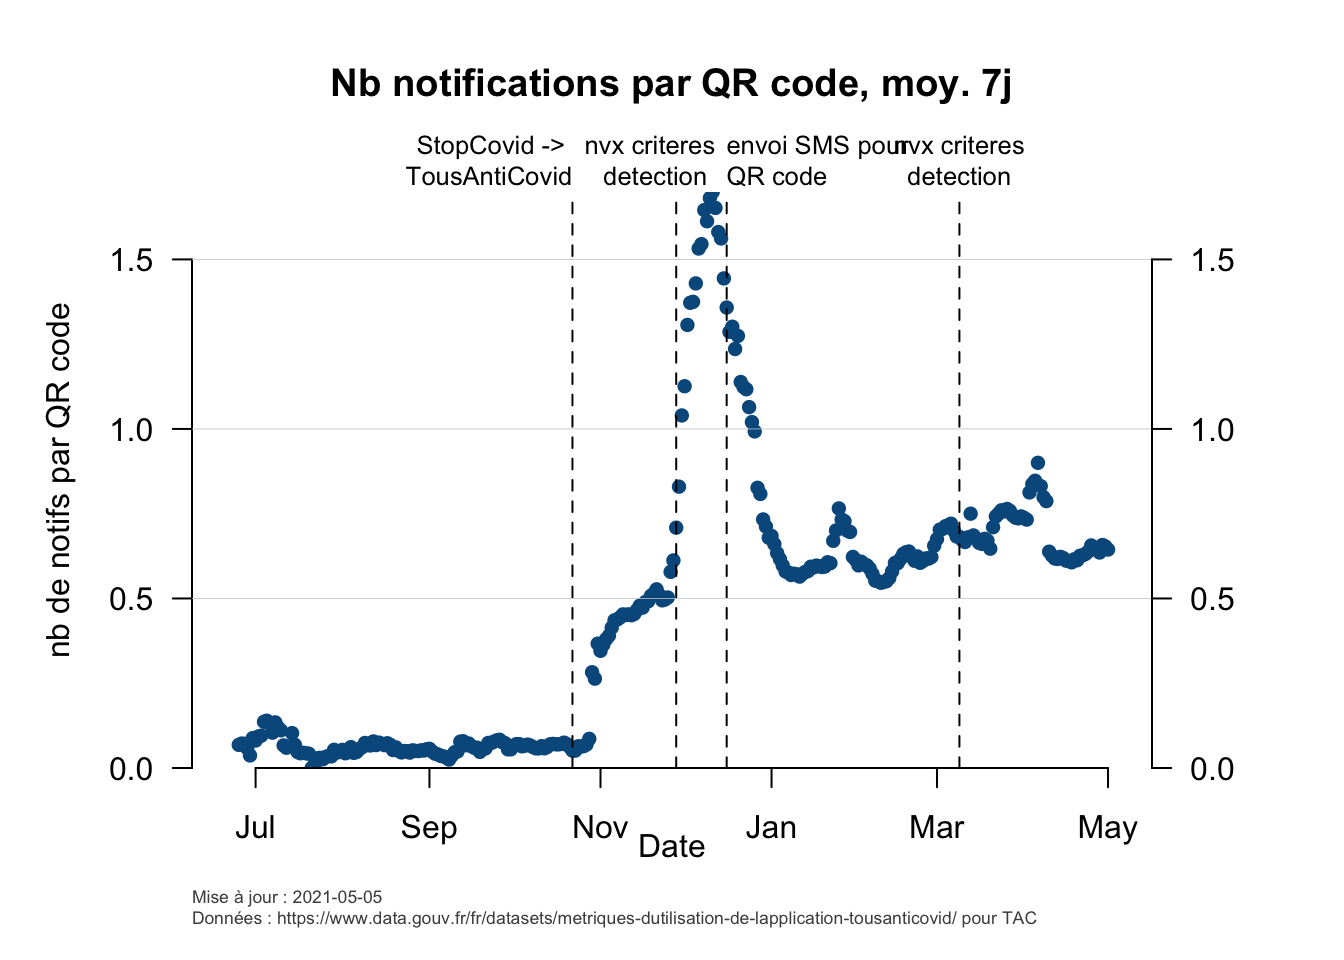 Nb notifications par QR code, moy. 7j
StopCovid ->
TousAntiCovid
nvx criteres
detection
envoi SMS pour
QR code
nvx criteres
detection
nb de notifs par QR code
1.5
1.0
0.5
0.0
1.5
1.0
0.5
0.0
Jul
Sep
Nov
Jan
Mar
May
Date
Mise à jour : 2021-05-05
Données : https://www.data.gouv.fr/fr/datasets/metriques-dutilisation-de-lapplication-tousanticovid/ pour TAC